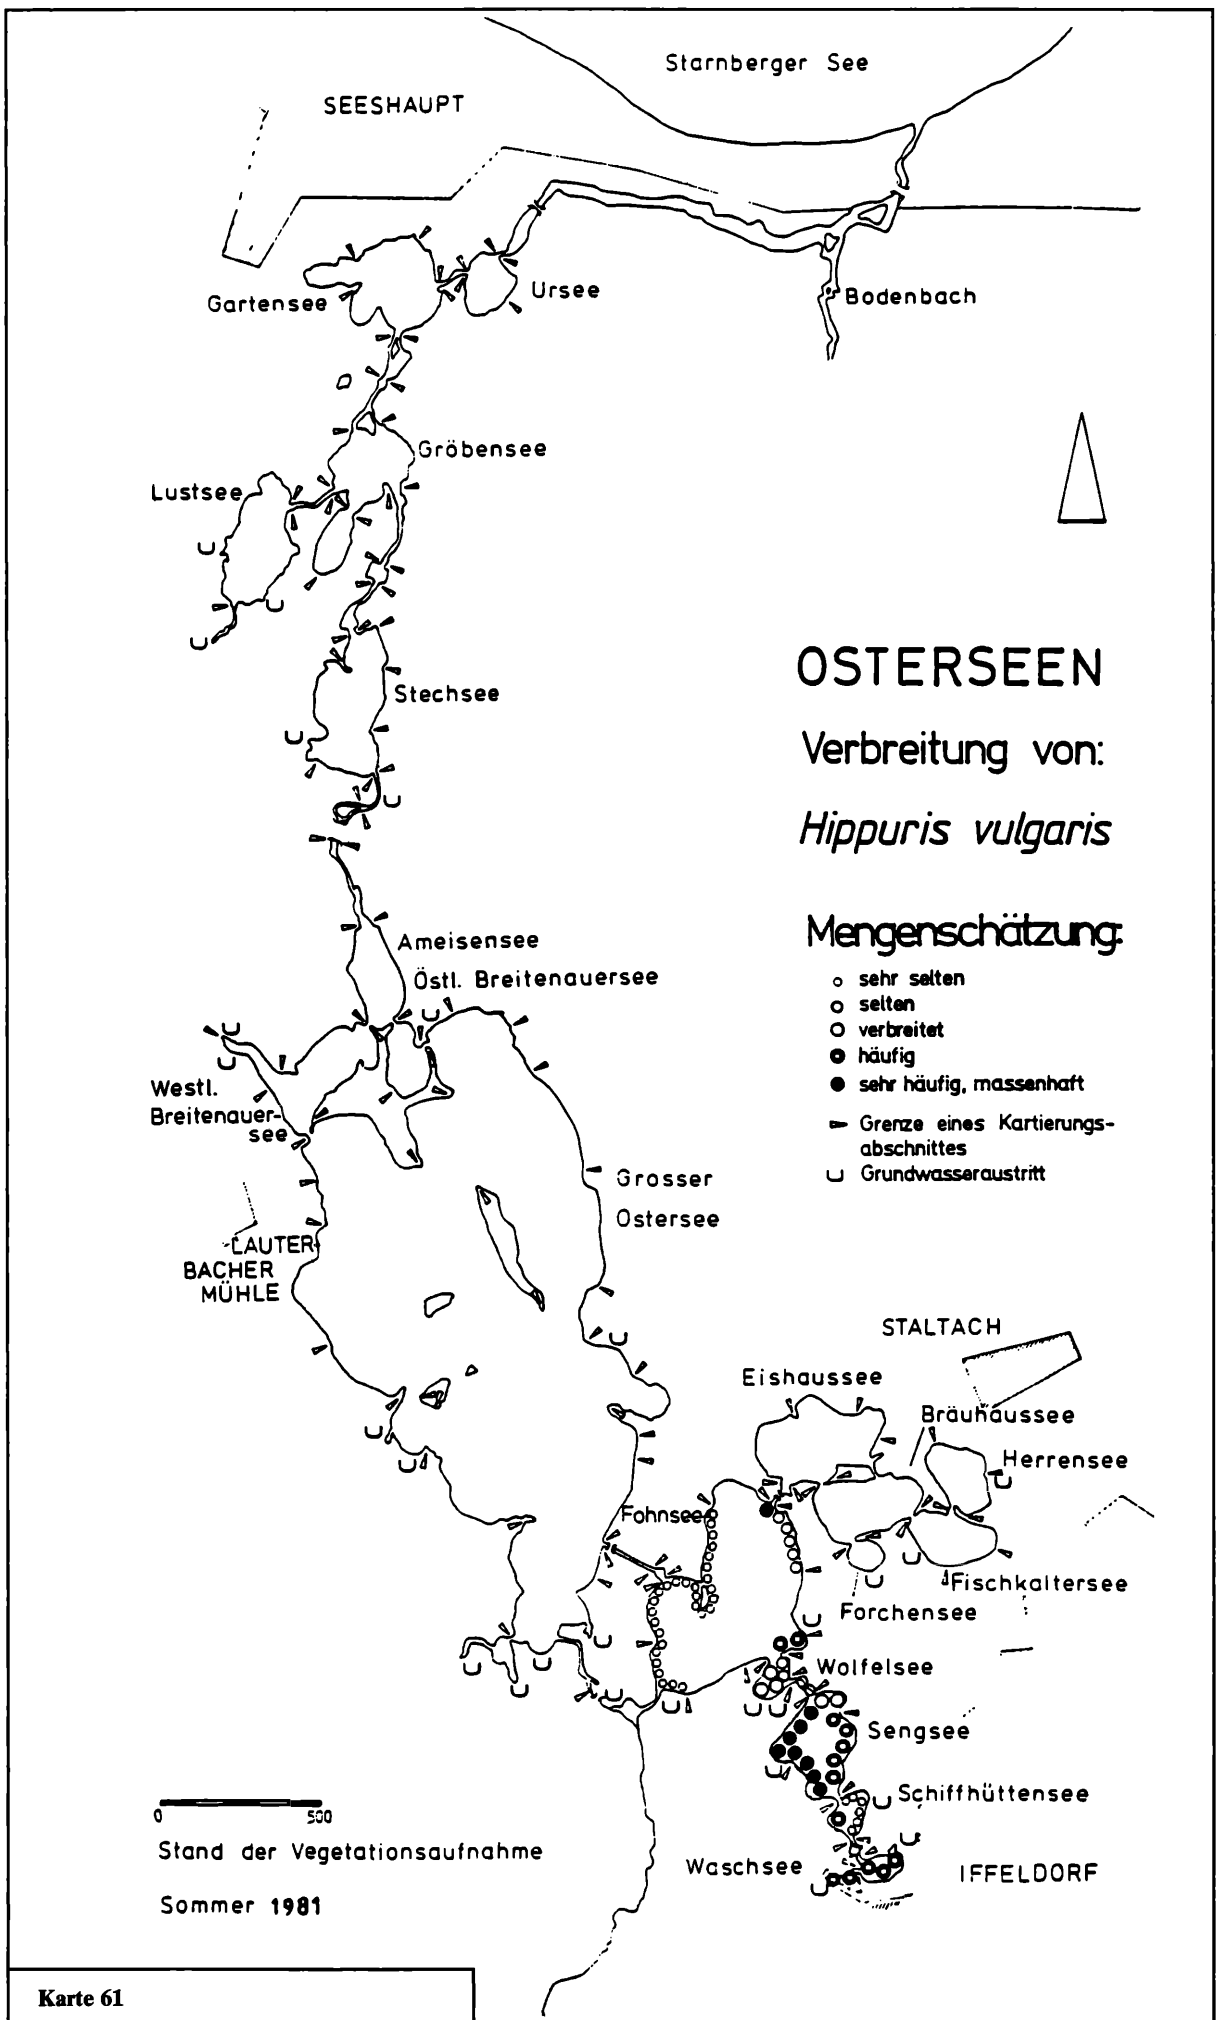 Starnberger See
SEESHAUPT
Gartensee
Ursee
Bodenbach
Gröbensee
Lustsee
OSTERSEEN
Stechsee
Verbreitung von:
Hippuris vulgaris
Mengenschätzung:
Ameisensee
Östl. Breitenauersee
sehr selten
selten
verbreitet
häufig
sehr häufig, massenhaft
Grenze eines Kartierungs-
abschnittes
Grundwasseraustritt
Westl.
Breitenauer-
see
Grosser
Ostersee
LAUTER-
BACHER
MÜHLE
STALTACH
Eishaussee
Bräuhaussee
Herrensee
Fohnsee
Fischkaltersee
Forchensee
Wolfelsee
Sengsee
Schiffhüttensee
Waschsee
IFFELDORF
0 500
Stand der Vegetationsaufnahme
Sommer 1981
Karte 61